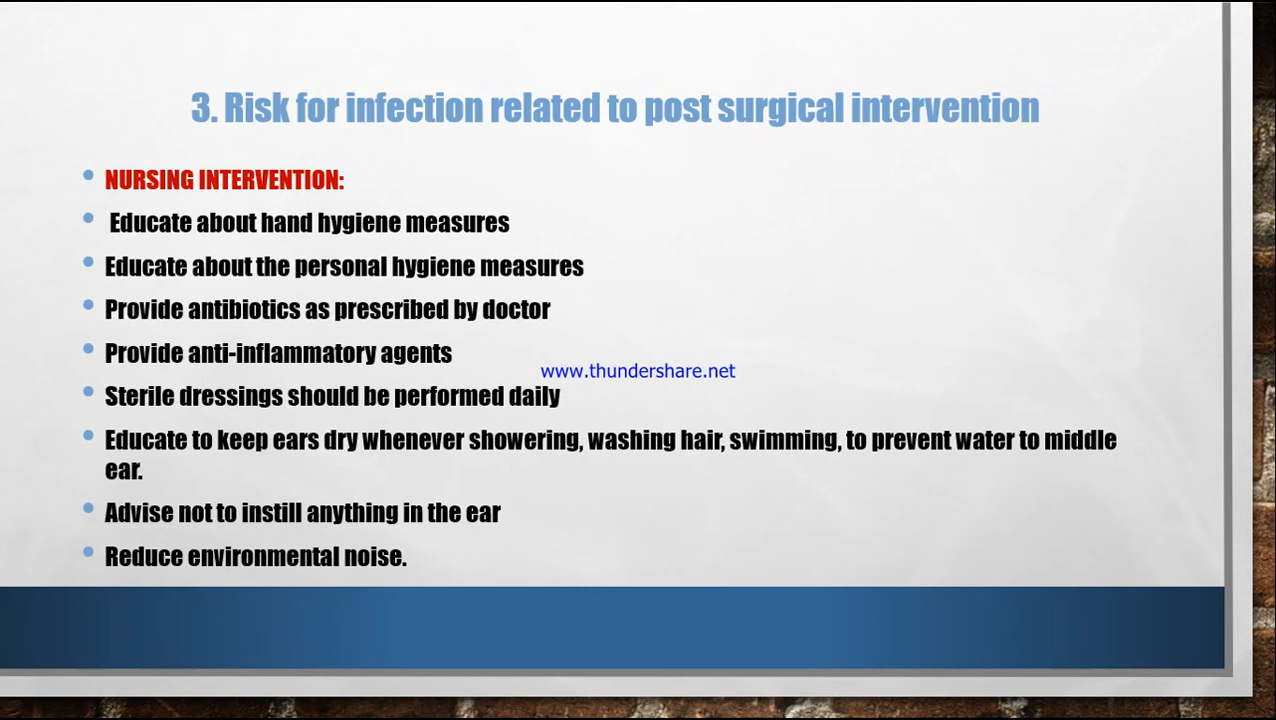 3. Risk for infection related to post surgical intervention
• NURSING INTERVENTION:
• Educate about hand hygiene measures
• Educate about the personal hygiene measures
• Provide antibiotics as prescribed by doctor
• Provide anti-inflammatory agents
www.thundershare.net
• Sterile dressings should be performed daily
• Educate to keep ears dry whenever showering, washing hair, swimming, to prevent water to middle
ear.
• Advise not to instill anything in the ear
• Reduce environmental noise.